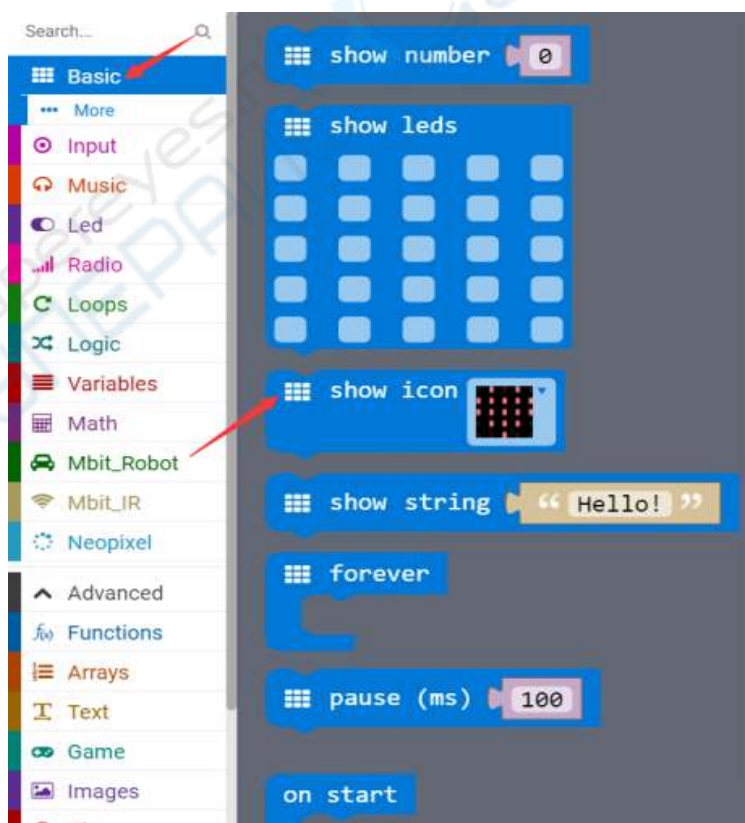 Search...
Basic
More
Input
Music
Led
Radio
Loops
Logic
Variables
Math
Mbit_Robot
Mbit_IR
Neopixel
Advanced
f(x) Functions
Arrays
Text
Game
Images
show number 0
show leds
show icon
show string “ Hello! ”
forever
pause (ms) 100
on start